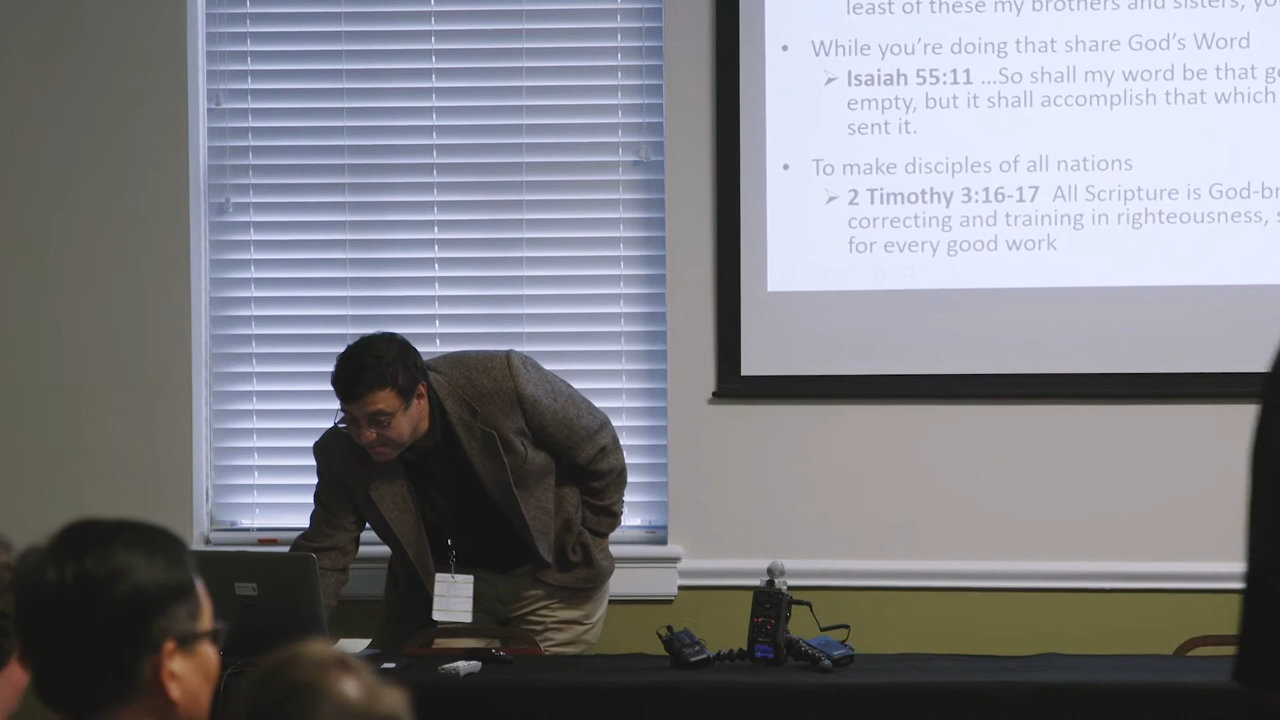 least of these my brothers and sisters, yo
• While you're doing that share God's Word
➢ Isaiah 55:11 ...So shall my word be that g
empty, but it shall accomplish that which
sent it.
• To make disciples of all nations
➢ 2 Timothy 3:16-17 All Scripture is God-br
correcting and training in righteousness, s
for every good work